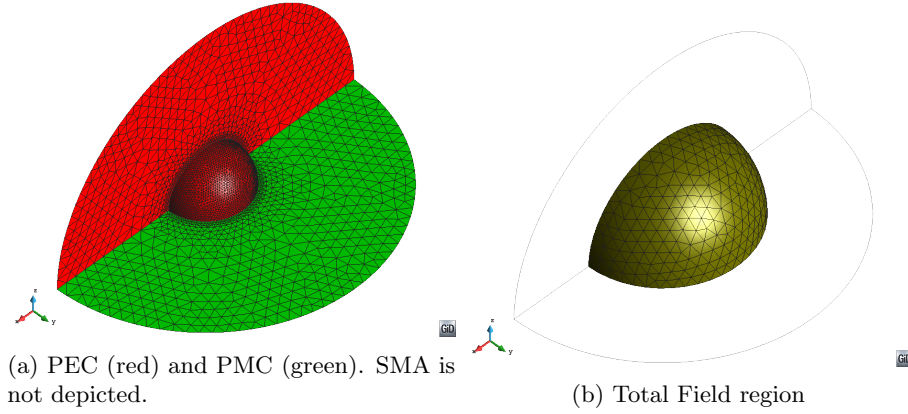 z
x
y
GiD
(a) PEC (red) and PMC (green). SMA is
not depicted.
z
x
y
GiD
(b) Total Field region